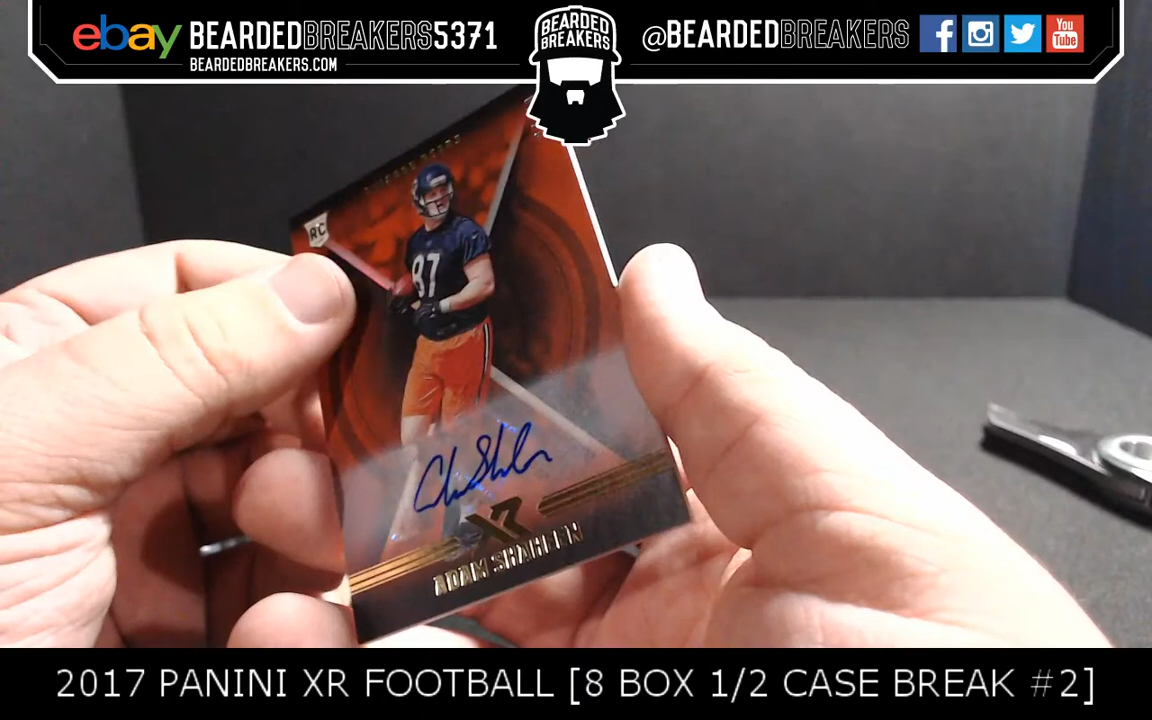 ebay BEARDEDBREAKERS5371
BEARDEDBREAKERS.COM
BEARDED
BREAKERS
@BEARDEDBREAKERS
You
Tube
RC
87
XR
ADAM SHAHEEN
2017 PANINI XR FOOTBALL [8 BOX 1/2 CASE BREAK #2]